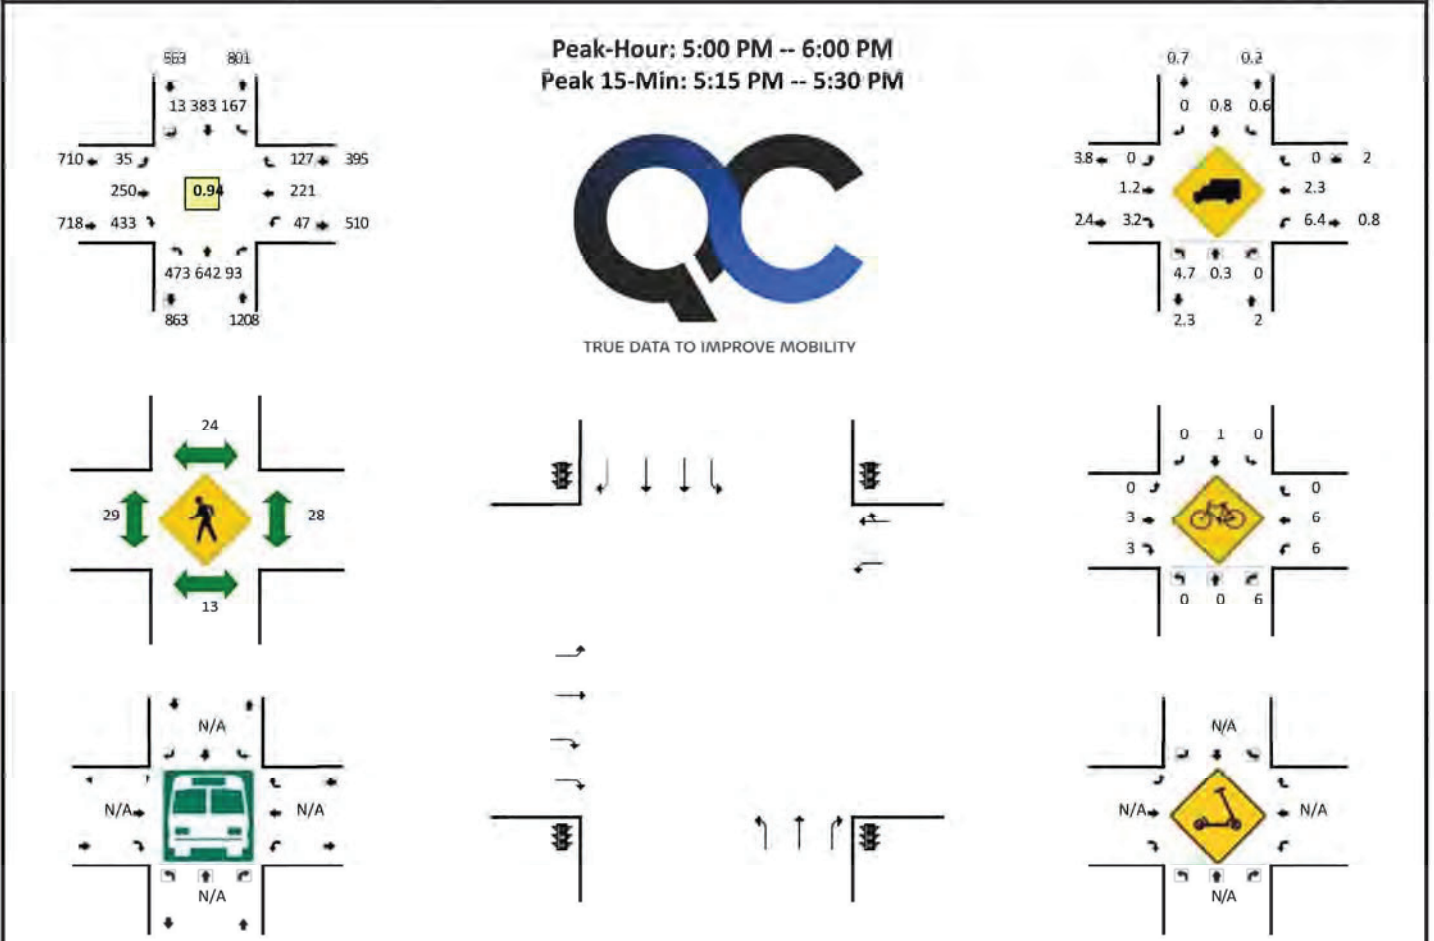 Peak-Hour: 5:00 PM -- 6:00 PM
Peak 15-Min: 5:15 PM -- 5:30 PM
563 801
13 383 167
710 35 127 395
250 0.94 221
718 433 47 510
473 642 93
863 1208
QC
TRUE DATA TO IMPROVE MOBILITY
0.7 0.2
0 0.8 0.6
3.8 0 0 2
1.2 2.3
2.4 3.2 6.4 0.8
4.7 0.3 0
2.3 2
24
29 28
13
0 1 0
0 0
3 6
3 6
0 0 6
N/A
N/A N/A
N/A
N/A
N/A N/A
N/A